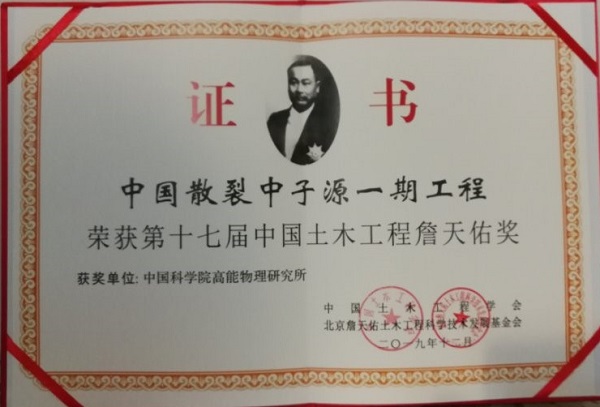 证书
中国散裂中子源一期工程
荣获第十七届中国土木工程詹天佑奖
获奖单位:中国科学院高能物理研究所
中国土木工程学会
北京詹天佑土木工程科学技术发展基金会
二〇一九年十二月